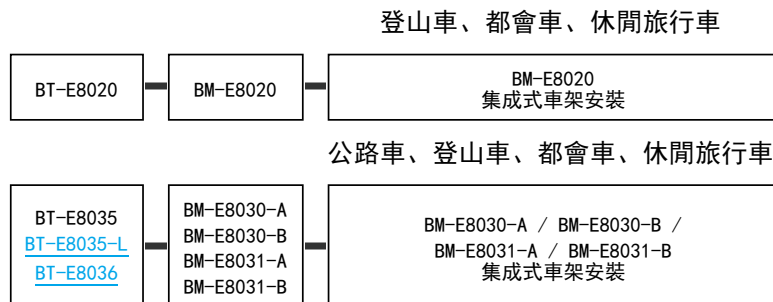 登山車、都會車、休閒旅行車
BT-E8020
BM-E8020
BM-E8020
集成式車架安裝
公路車、登山車、都會車、休閒旅行車
BT-E8035
BT-E8035-L
BT-E8036
BM-E8030-A
BM-E8030-B
BM-E8031-A
BM-E8031-B
BM-E8030-A / BM-E8030-B /
BM-E8031-A / BM-E8031-B
集成式車架安裝